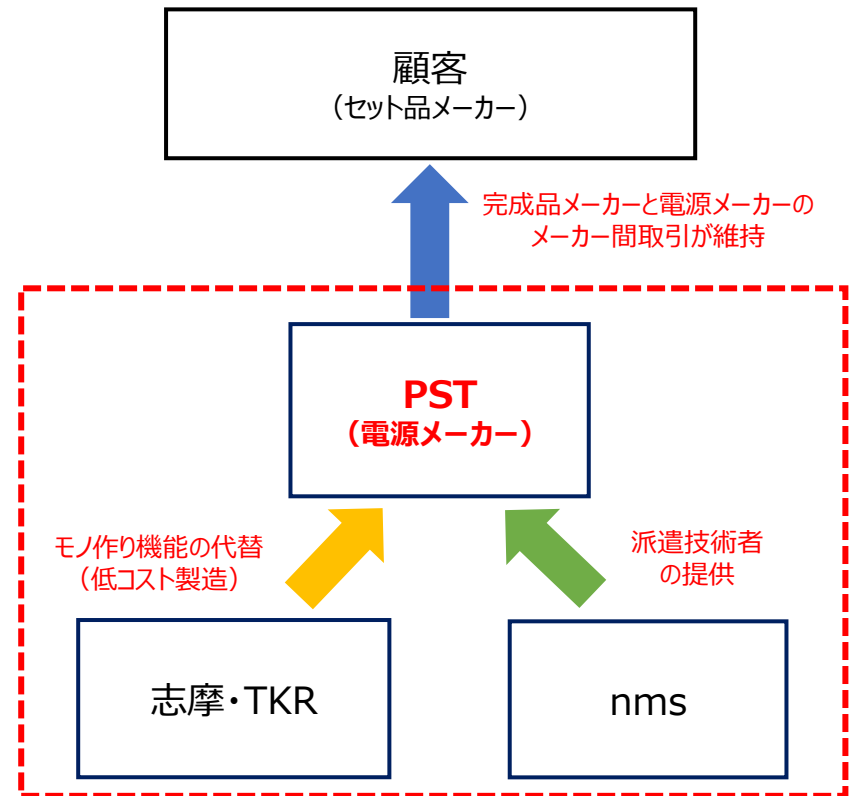 顧客
（セット品メーカー）
完成品メーカーと電源メーカーの
メーカー間取引が維持
PST
（電源メーカー）
モノ作り機能の代替
（低コスト製造）
派遣技術者
の提供
志摩・TKR
nms